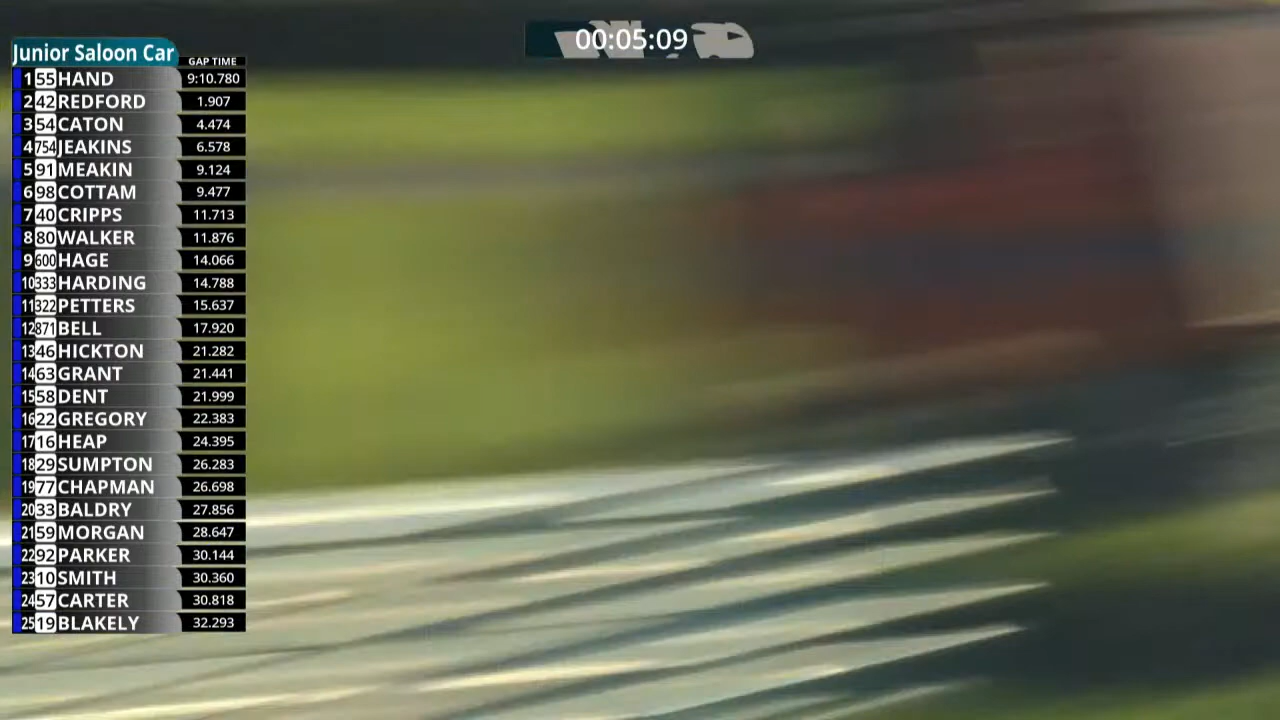 00:05:09
Junior Saloon Car
GAP TIME
1 55 HAND 9:10.780
2 42 REDFORD 1.907
3 54 CATON 4.474
4 754 JEAKINS 6.578
5 91 MEAKIN 9.124
6 98 COTTAM 9.477
7 40 CRIPPS 11.713
8 80 WALKER 11.876
9 600 HAGE 14.066
10 333 HARDING 14.788
11 322 PETTERS 15.637
12 871 BELL 17.920
13 46 HICKTON 21.282
14 63 GRANT 21.441
15 58 DENT 21.999
16 22 GREGORY 22.383
17 16 HEAP 24.395
18 29 SUMPTON 26.283
19 77 CHAPMAN 26.698
20 33 BALDRY 27.856
21 59 MORGAN 28.647
22 92 PARKER 30.144
23 10 SMITH 30.360
24 57 CARTER 30.818
25 19 BLAKELY 32.293